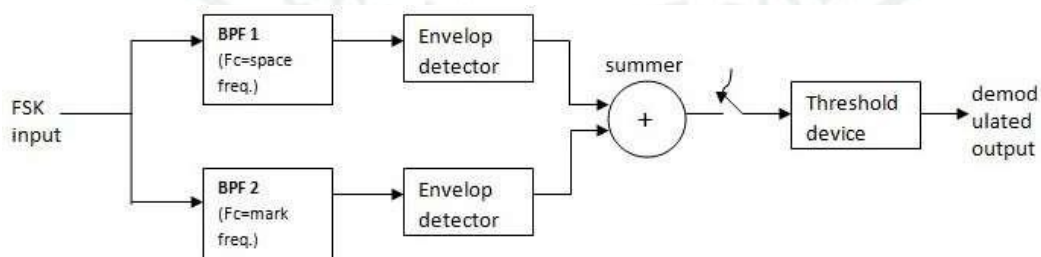 BPF 1
(Fc=space
freq.)
Envelop
detector
summer
FSK
input
+
Threshold
device
demod
ulated
output
BPF 2
(Fc=mark
freq.)
Envelop
detector